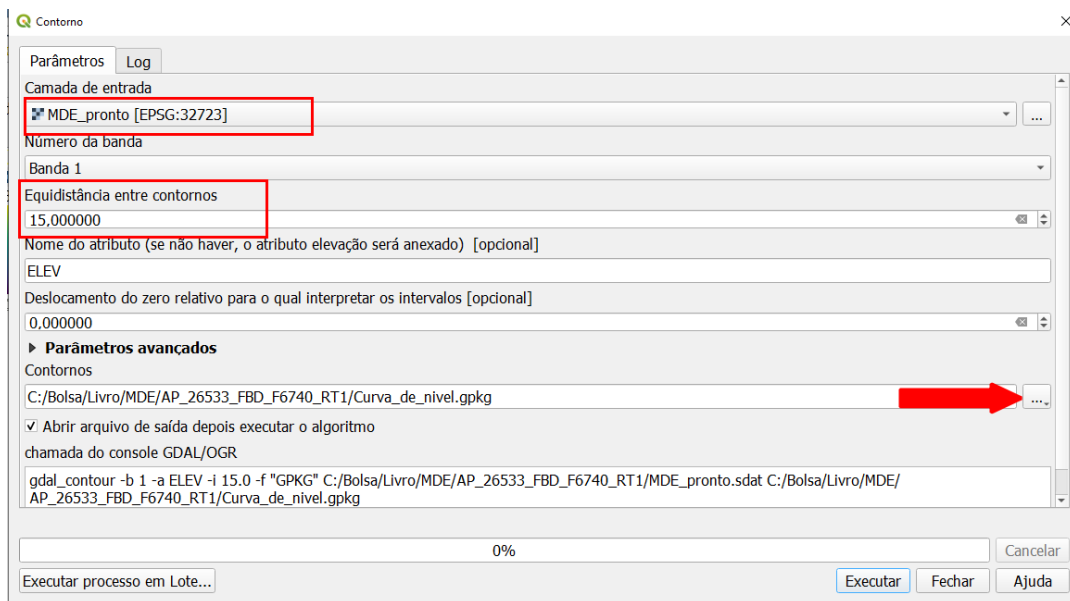 Contorno
Parâmetros Log
Camada de entrada
MDE_pronto [EPSG:32723] ...
Número da banda
Banda 1
Equidistância entre contornos
15,000000
Nome do atributo (se não haver, o atributo elevação será anexado) [opcional]
ELEV
Deslocamento do zero relativo para o qual interpretar os intervalos [opcional]
0,000000
Parâmetros avançados
Contornos
C:/Bolsa/Livro/MDE/AP_26533_FBD_F6740_RT1/Curva_de_nivel.gpkg ...
Abrir arquivo de saída depois executar o algoritmo
chamada do console GDAL/OGR
gdal_contour -b 1 -a ELEV -i 15.0 -f "GPKG" C:/Bolsa/Livro/MDE/AP_26533_FBD_F6740_RT1/MDE_pronto.sdat C:/Bolsa/Livro/MDE/
AP_26533_FBD_F6740_RT1/Curva_de_nivel.gpkg
0% Cancelar
Executar processo em Lote... Executar Fechar Ajuda